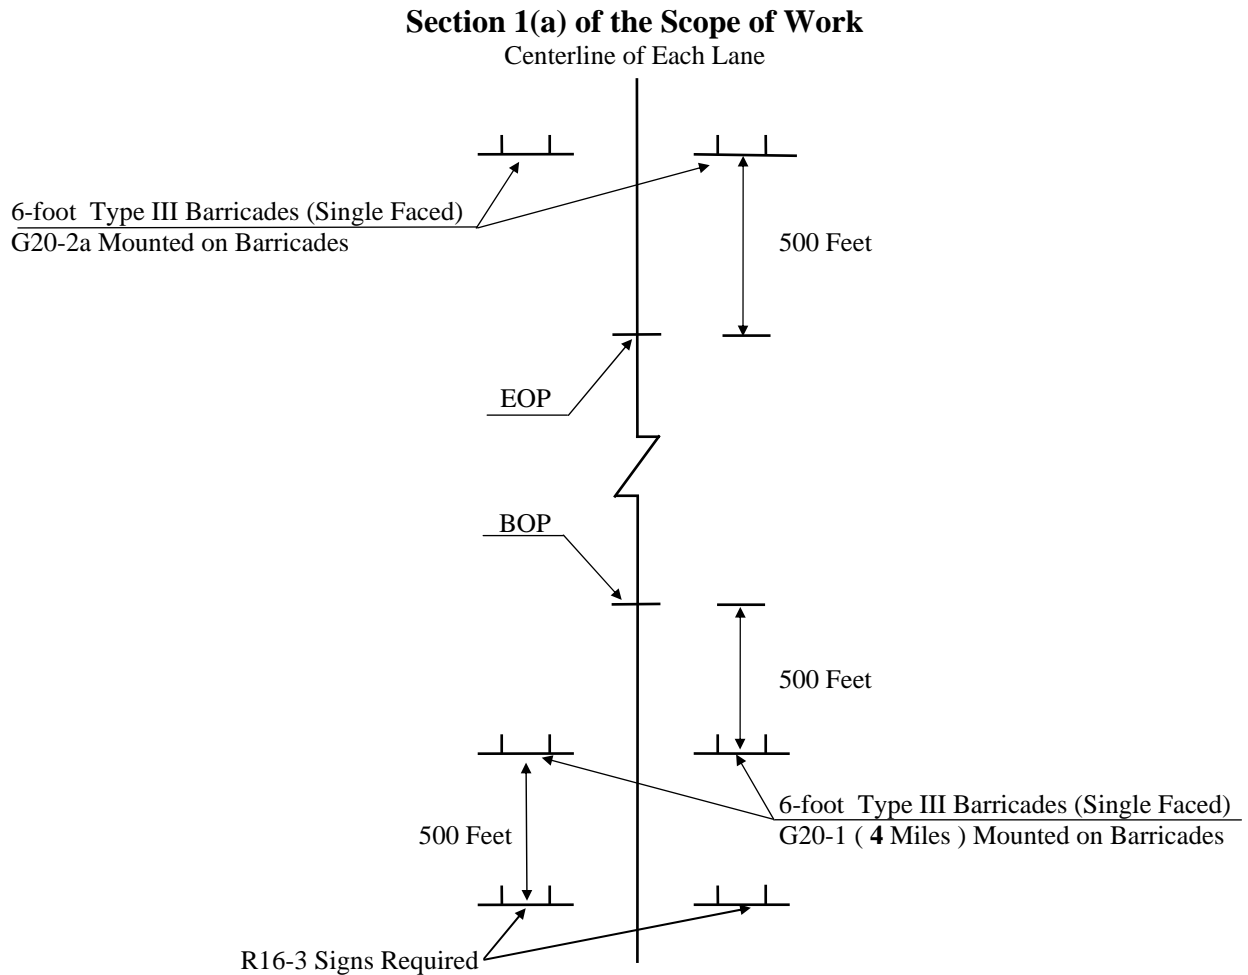 Section 1(a) of the Scope of Work
Centerline of Each Lane
6-foot  Type III Barricades (Single Faced)
G20-2a Mounted on Barricades
500 Feet
EOP
BOP
500 Feet
6-foot  Type III Barricades (Single Faced)
G20-1 ( 4 Miles ) Mounted on Barricades
500 Feet
R16-3 Signs Required